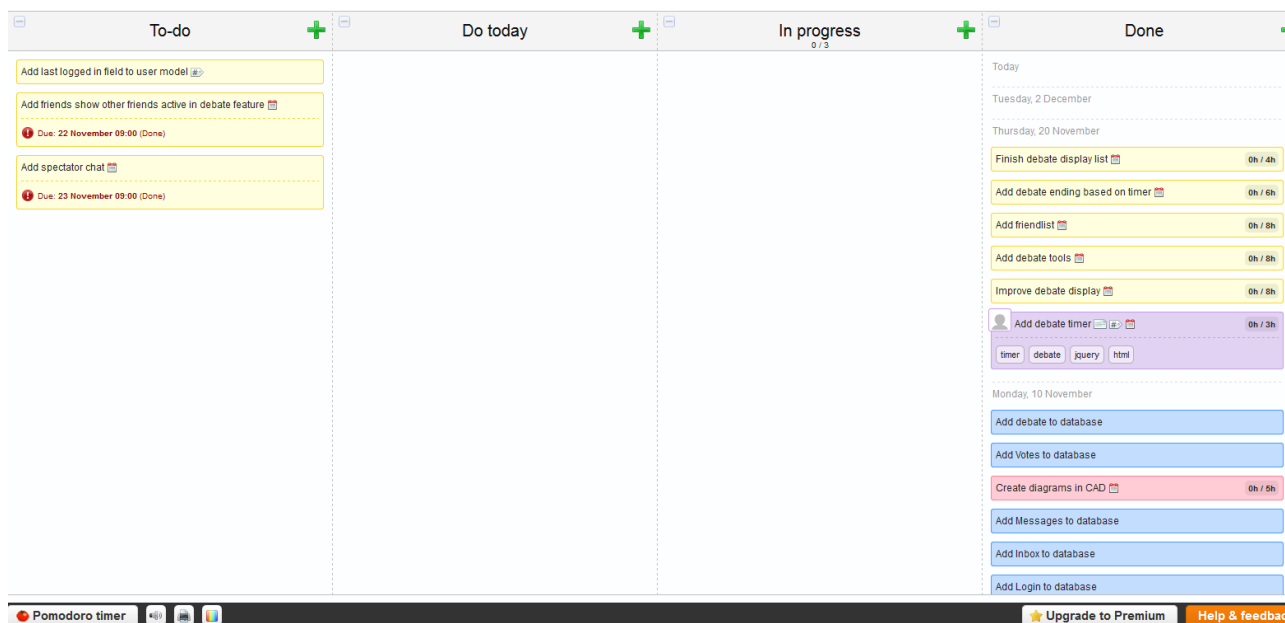 To-do
Do today
In progress
0 / 3
Done
Add last logged in field to user model #
Add friends show other friends active in debate feature
Due: 22 November 09:00 (Done)
Add spectator chat
Due: 23 November 09:00 (Done)
Today
Tuesday, 2 December
Thursday, 20 November
Finish debate display list 0h / 4h
Add debate ending based on timer 0h / 6h
Add friendlist 0h / 8h
Add debate tools 0h / 8h
Improve debate display 0h / 8h
Add debate timer # 0h / 3h
timer debate jquery html
Monday, 10 November
Add debate to database
Add Votes to database
Create diagrams in CAD 0h / 5h
Add Messages to database
Add Inbox to database
Add Login to database
Pomodoro timer
Upgrade to Premium
Help & feedbac